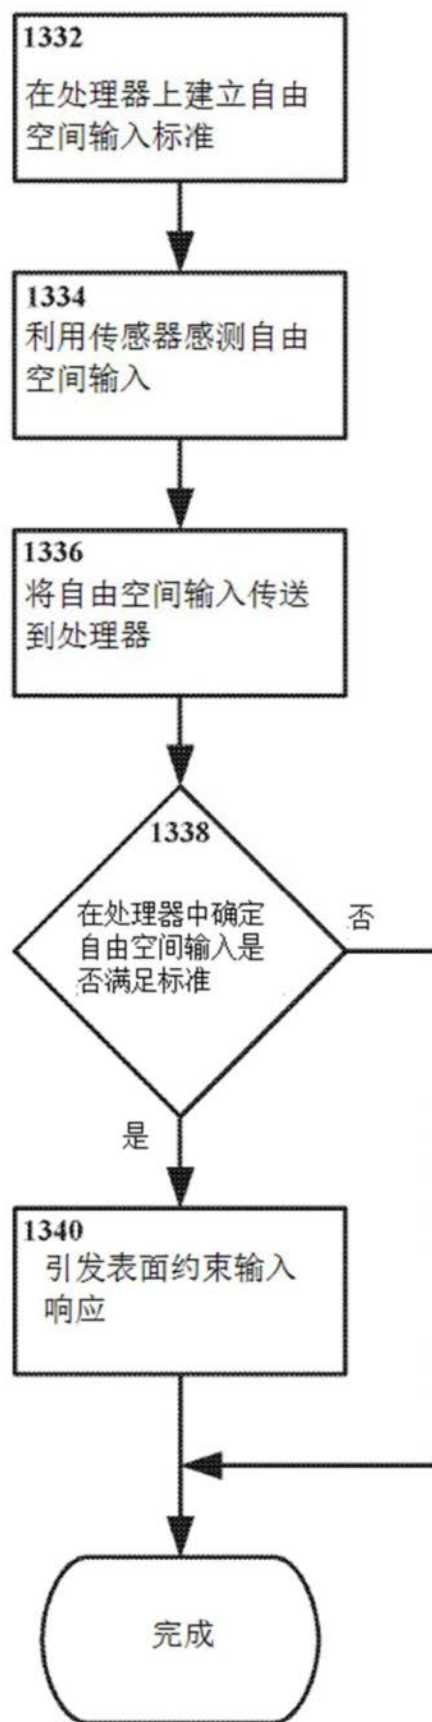 1332
在处理器上建立自由
空间输入标准
1334
利用传感器感测自由
空间输入
1336
将自由空间输入传送
到处理器
1338
在处理器中确定
自由空间输入是
否满足标准
否
是
1340
引发表面约束输入
响应
完成